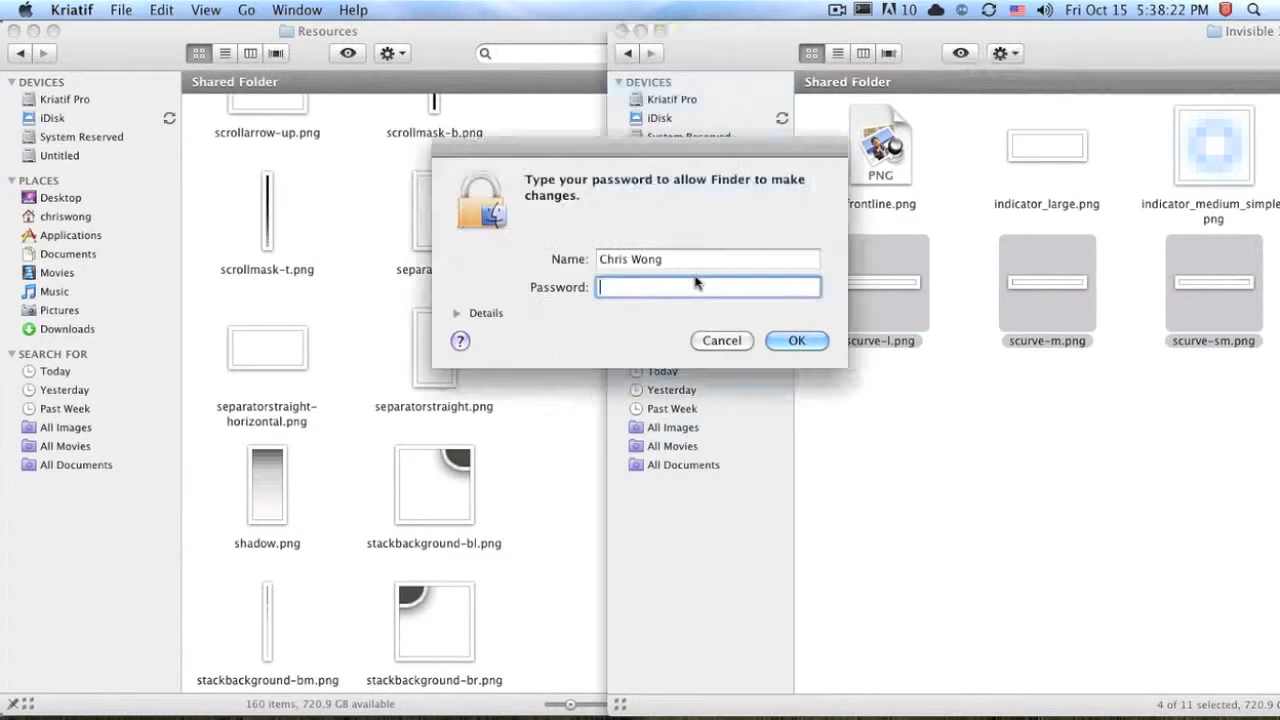 Kriatif File Edit View Go Window Help
10
Fri Oct 15 5:38:22 PM
Resources
Invisible
Shared Folder
Shared Folder
DEVICES
Kriatif Pro
iDisk
System Reserved
Untitled
PLACES
Desktop
chriswong
Applications
Documents
Movies
Music
Pictures
Downloads
SEARCH FOR
Today
Yesterday
Past Week
All Images
All Movies
All Documents
scrollarrow-up.png
scrollmask-b.png
scrollmask-t.png
separatorstraight-
horizontal.png
separatorstraight.png
shadow.png
stackbackground-bl.png
stackbackground-bm.png
stackbackground-br.png
160 items, 720.9 GB available
Type your password to allow Finder to make
changes.
Name: Chris Wong
Password:
Details
?
Cancel
OK
DEVICES
Kriatif Pro
iDisk
System Reserved
Today
Yesterday
Past Week
All Images
All Movies
All Documents
PNG
frontline.png
indicator_large.png
indicator_medium_simple
png
scurve-l.png
scurve-m.png
scurve-sm.png
4 of 11 selected, 720.9